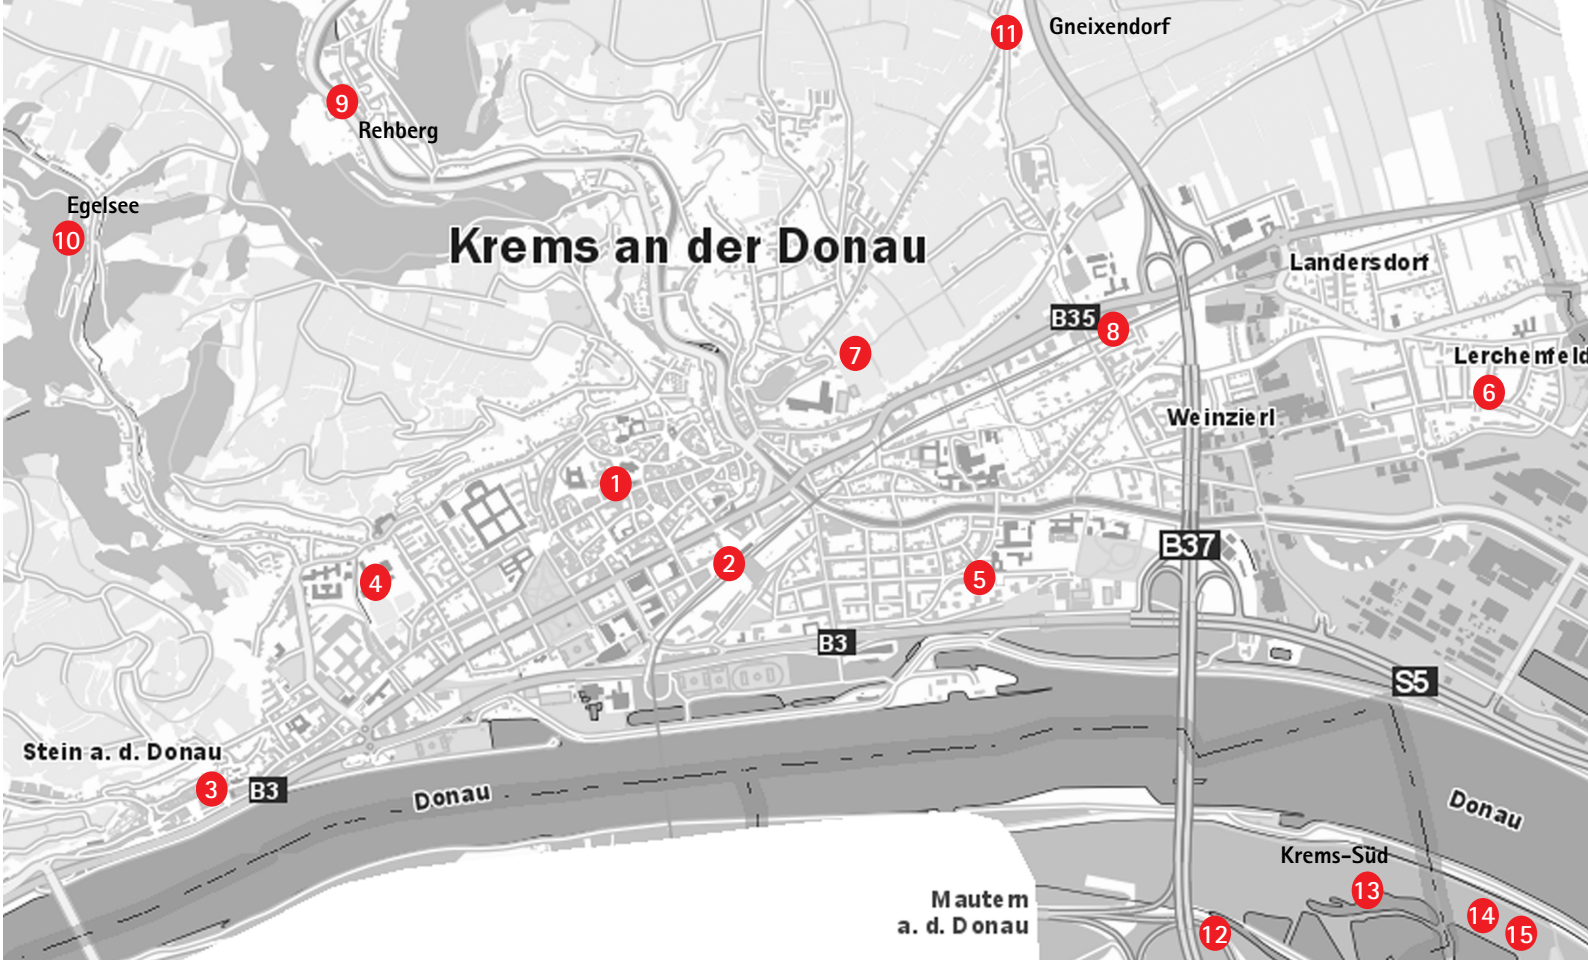 11
Gneixendorf
9
Rehberg
Egelsee
10
Krems an der Donau
Landersdorf
B35
8
7
Lerchenfeld
6
Weinzierl
1
B37
2
4
5
B3
S5
Stein a. d. Donau
3
B3
Donau
Donau
Krems-Süd
13
Mautern
a. d. Donau
14
12
15